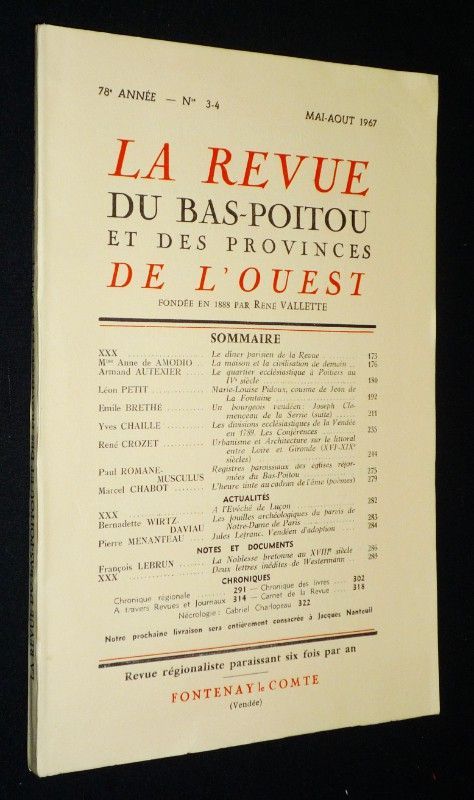 78e ANNÉE — Nos 3-4
MAI-AOUT 1967
LA REVUE
DU BAS-POITOU
ET DES PROVINCES
DE L'OUEST
FONDÉE EN 1888 PAR RENÉ VALLETTE
SOMMAIRE
XXX ........ Le dîner parisien de la Revue ........ 173
Mme Anne de AMODIO .. La maison et la civilisation de demain .. 176
Armand AUTEXIER ..... Le quartier ecclésiastique à Poitiers au
IVe siècle ........ 180
Léon PETIT ........ Marie-Louise Pidoux, cousine de Jean de
La Fontaine ........ 192
Emile BRETHÉ ........ Un bourgeois vendéen : Joseph Clé-
menceau de la Serrie (suite) ........ 211
Yves CHAILLE ........ Les divisions ecclésiastiques de la Vendée
en 1789. Les Conférences ........ 235
René CROZET ........ Urbanisme et Architecture sur le littoral
entre Loire et Gironde (XVI-XIXe
siècles) ........ 244
Paul ROMANE-
MUSCULUS Registres paroissiaux des églises réfor-
mées du Bas-Poitou ........ 275
Marcel CHABOT ........ L'heure luite au cadran de l'âme (poèmes) 279
ACTUALITÉS
XXX ........ A l'Evêché de Luçon ........ 282
Bernadette WIRTZ-
DAVIAU Les fouilles archéologiques du parvis de
Notre-Dame de Paris ........ 283
Pierre MENANTEAU ... Jules Lefranc, Vendéen d'adoption ... 284
NOTES ET DOCUMENTS
François LEBRUN ..... La Noblesse bretonne au XVIIIe siècle 286
XXX ........ Deux lettres inédites de Westermann .. 288
CHRONIQUES
Chronique régionale ........ 291 — Chronique des livres .... 302
A travers Revues et Journaux 314 — Carnet de la Revue .... 318
Nécrologie : Gabriel Charlopeau 322
Notre prochaine livraison sera entièrement consacrée à Jacques Nanteuil
Revue régionaliste paraissant six fois par an
FONTENAY le COMTE
(Vendée)